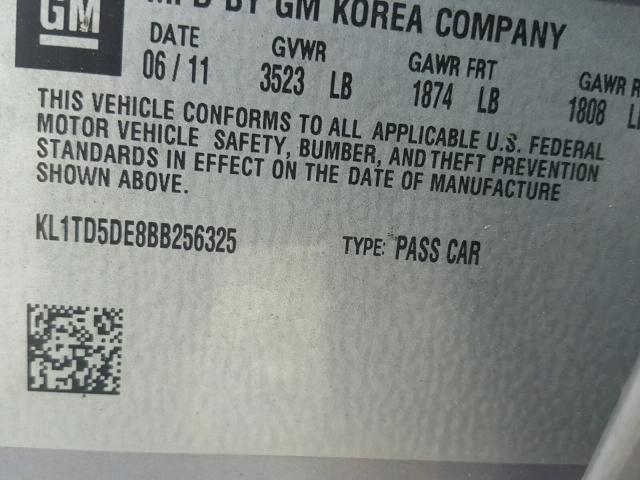 GM
MFD BY GM KOREA COMPANY
DATE GVWR GAWR FRT GAWR
06 / 11 3523 LB 1874 LB 1808
THIS VEHICLE CONFORMS TO ALL APPLICABLE U.S. FEDERAL
MOTOR VEHICLE SAFETY, BUMPER, AND THEFT PREVENTION
STANDARDS IN EFFECT ON THE DATE OF MANUFACTURE
SHOWN ABOVE.
KL1TD5DE8BB256325 TYPE: PASS CAR